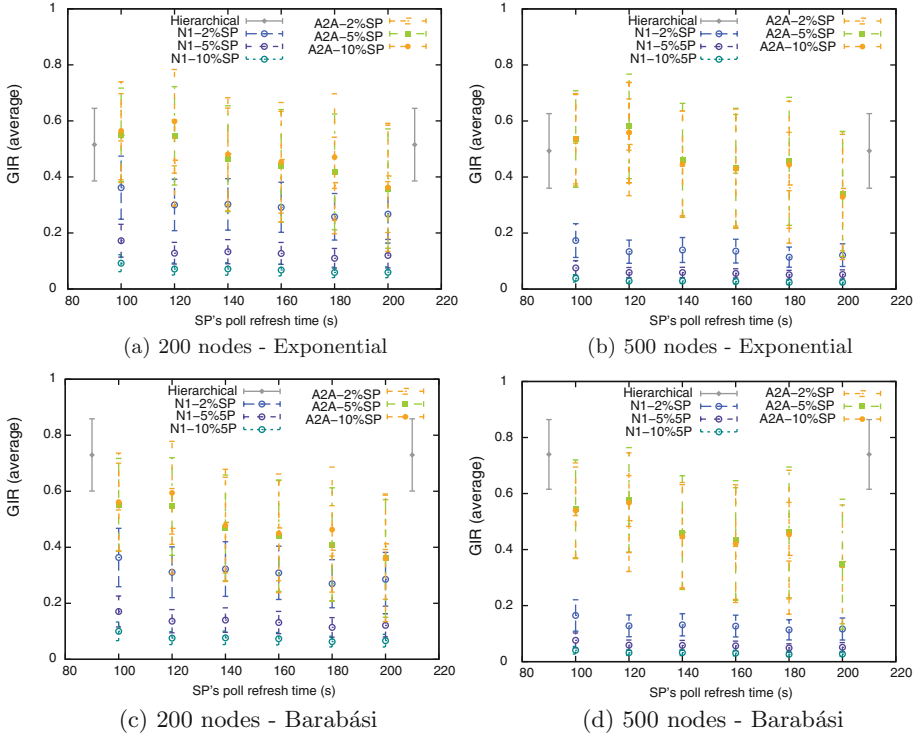 Hierarchical
N1-2%SP
N1-5%SP
N1-10%SP
A2A-2%SP
A2A-5%SP
A2A-10%SP
GIR (average)
1
0.8
0.6
0.4
0.2
0
80 100 120 140 160 180 200 220
SP's poll refresh time (s)
(a) 200 nodes - Exponential
Hierarchical
N1-2%SP
N1-5%5P
N1-10%SP
A2A-2%SP
A2A-5%SP
A2A-10%SP
GIR (average)
1
0.8
0.6
0.4
0.2
0
80 100 120 140 160 180 200 220
SP's poll refresh time (s)
(b) 500 nodes - Exponential
Hierarchical
N1-2%SP
N1-5%5P
N1-10%5P
A2A-2%SP
A2A-5%SP
A2A-10%SP
GIR (average)
1
0.8
0.6
0.4
0.2
0
80 100 120 140 160 180 200 220
SP's poll refresh time (s)
(c) 200 nodes - Barabási
Hierarchical
N1-2%SP
N1-5%5P
N1-10%5P
A2A-2%SP
A2A-5%SP
A2A-10%SP
GIR (average)
1
0.8
0.6
0.4
0.2
0
80 100 120 140 160 180 200 220
SP's poll refresh time (s)
(d) 500 nodes - Barabási